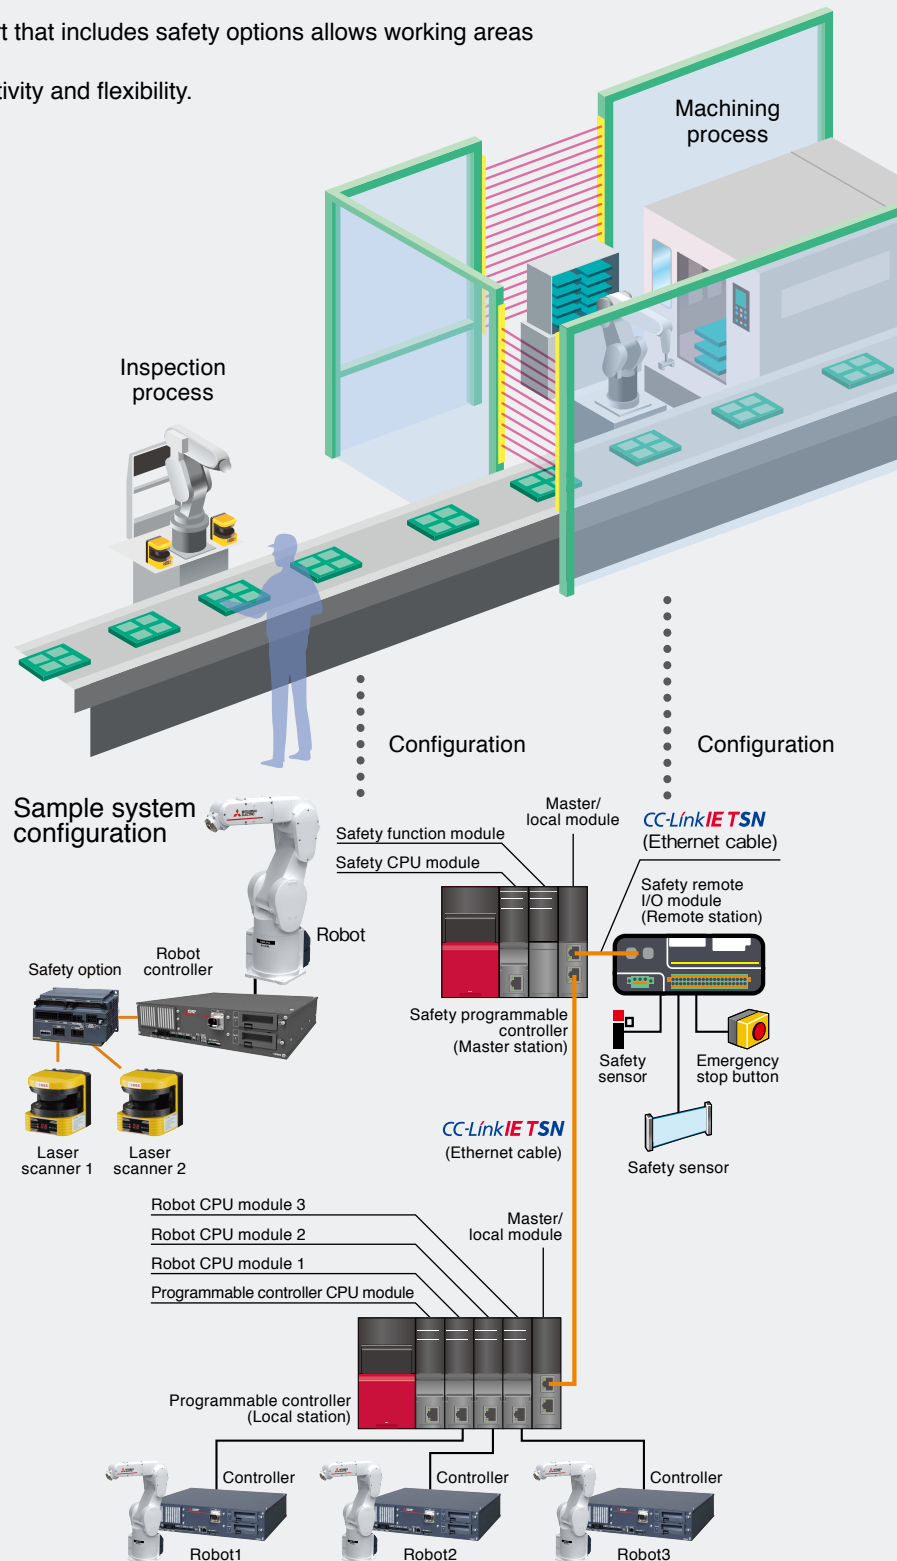 t that includes safety options allows working areas
tivity and flexibility.
Machining
process
Inspection
process
Configuration
Configuration
Sample system
configuration
MITSUBISHI
ELECTRIC
Robot
Robot
controller
Safety option
Laser
scanner 1
Laser
scanner 2
Safety function module
Safety CPU module
Master/
local module
CC-Link IE TSN
(Ethernet cable)
Safety remote
I/O module
(Remote station)
Safety programmable
controller
(Master station)
Safety
sensor
Emergency
stop button
Safety sensor
CC-Link IE TSN
(Ethernet cable)
Robot CPU module 3
Robot CPU module 2
Robot CPU module 1
Programmable controller CPU module
Master/
local module
Programmable controller
(Local station)
Controller
Controller
Controller
Robot1
Robot2
Robot3